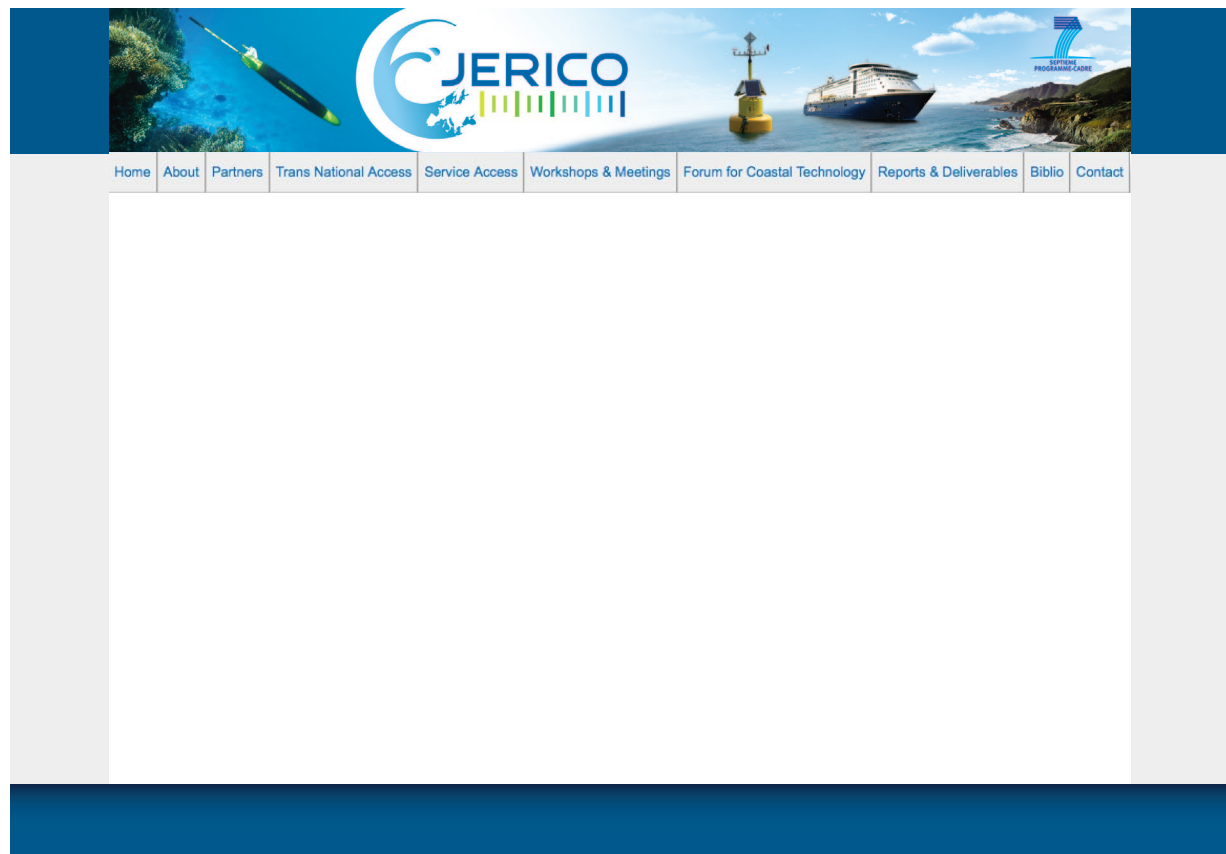 JERICO
SEPTIEME
PROGRAMME-CADRE
Home About Partners Trans National Access Service Access Workshops & Meetings Forum for Coastal Technology Reports & Deliverables Biblio Contact